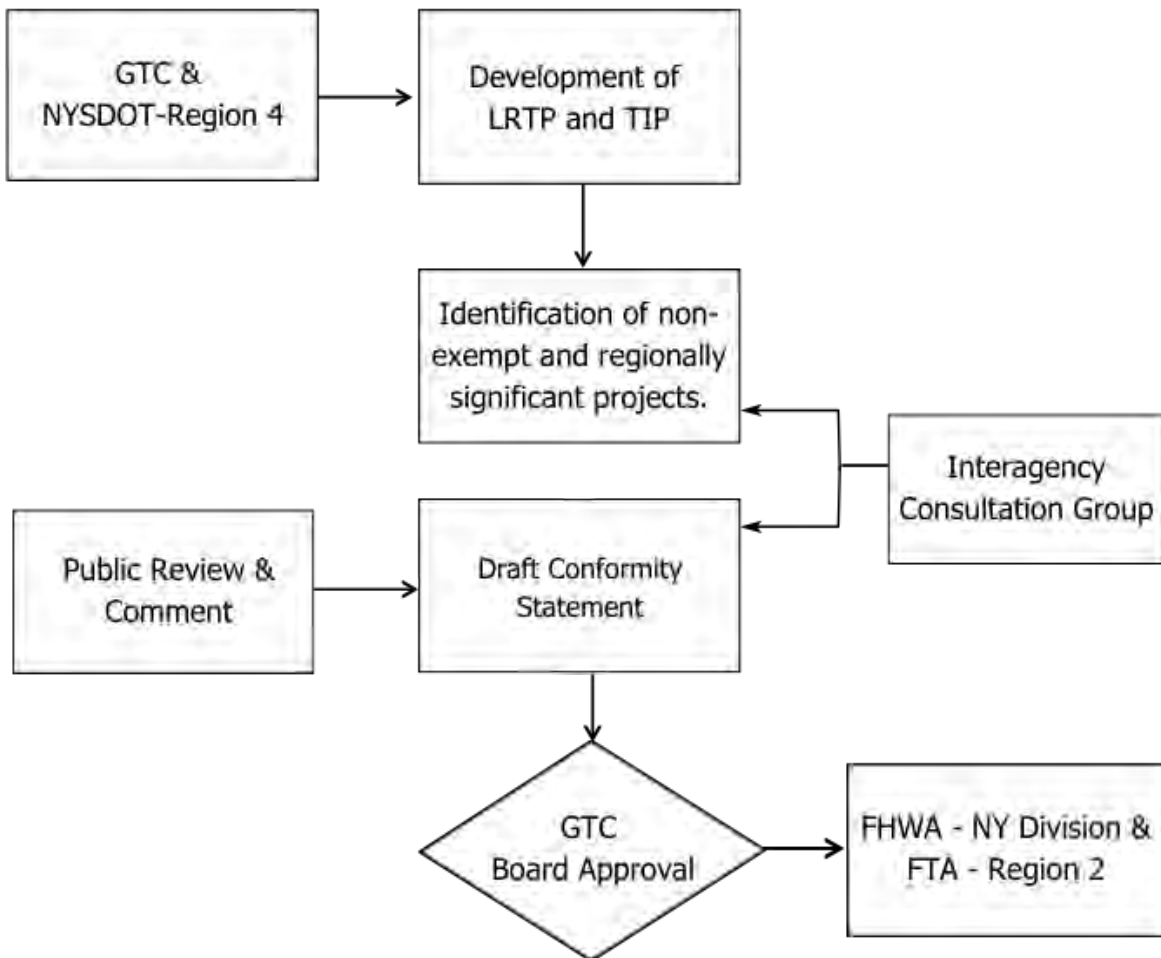 GTC &
NYSDOT-Region 4
Development of
LRTP and TIP
Identification of non-
exempt and regionally
significant projects.
Interagency
Consultation Group
Public Review &
Comment
Draft Conformity
Statement
GTC
Board Approval
FHWA - NY Division &
FTA - Region 2